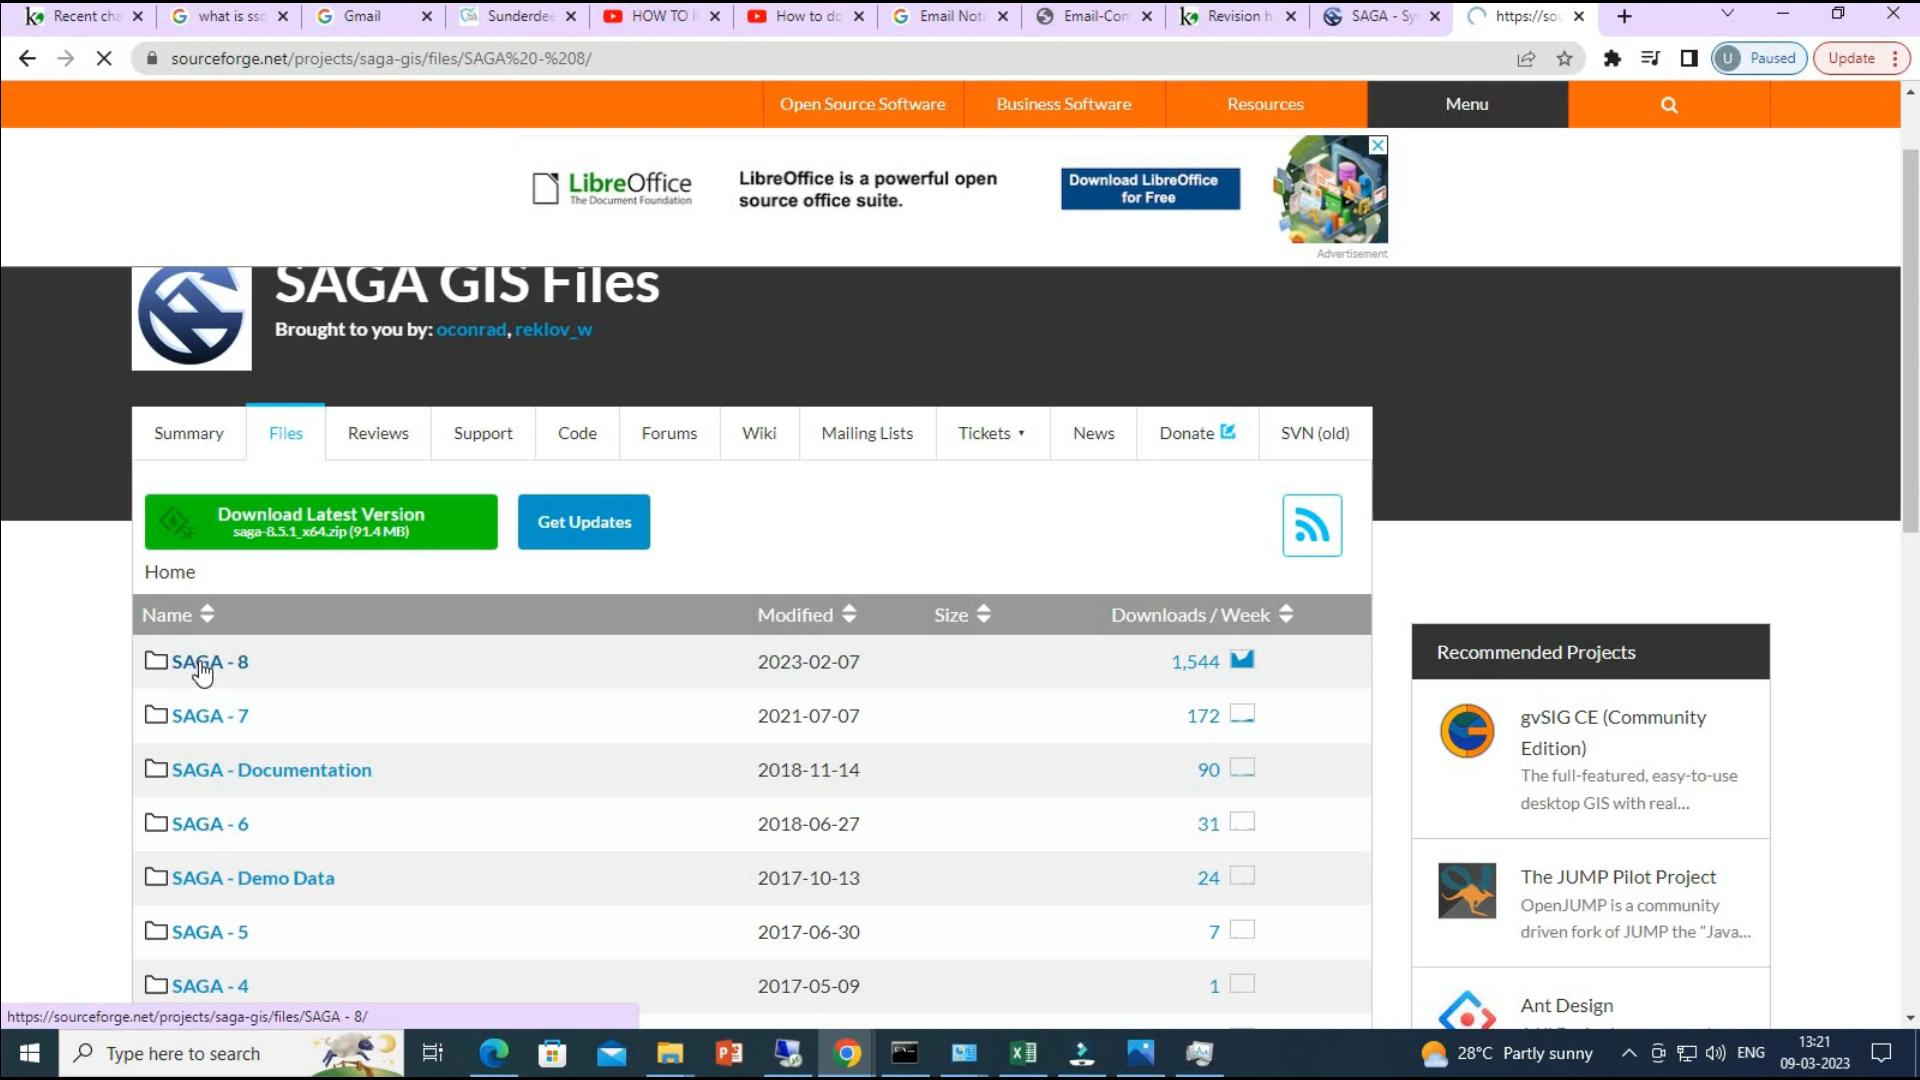 Recent cha
what is sso
Gmail
Sunderdee
HOW TO I
How to do
Email Not
Email-Con
Revision h
SAGA - Sy
https://sou
sourceforge.net/projects/saga-gis/files/SAGA%20-%208/
U Paused
Update
Open Source Software
Business Software
Resources
Menu
LibreOffice
The Document Foundation
LibreOffice is a powerful open
source office suite.
Download LibreOffice
for Free
Advertisement
SAGA GIS Files
Brought to you by: oconrad, reklov_w
Summary
Files
Reviews
Support
Code
Forums
Wiki
Mailing Lists
Tickets
News
Donate
SVN (old)
Download Latest Version
saga-8.5.1_x64.zip (91.4 MB)
Get Updates
Home
Name Modified Size Downloads / Week
SAGA - 8 2023-02-07 1,544
SAGA - 7 2021-07-07 172
SAGA - Documentation 2018-11-14 90
SAGA - 6 2018-06-27 31
SAGA - Demo Data 2017-10-13 24
SAGA - 5 2017-06-30 7
SAGA - 4 2017-05-09 1
Recommended Projects
gvSIG CE (Community
Edition)
The full-featured, easy-to-use
desktop GIS with real...
The JUMP Pilot Project
OpenJUMP is a community
driven fork of JUMP the "Java...
Ant Design
https://sourceforge.net/projects/saga-gis/files/SAGA - 8/
Type here to search
28°C Partly sunny
ENG
13:21
09-03-2023